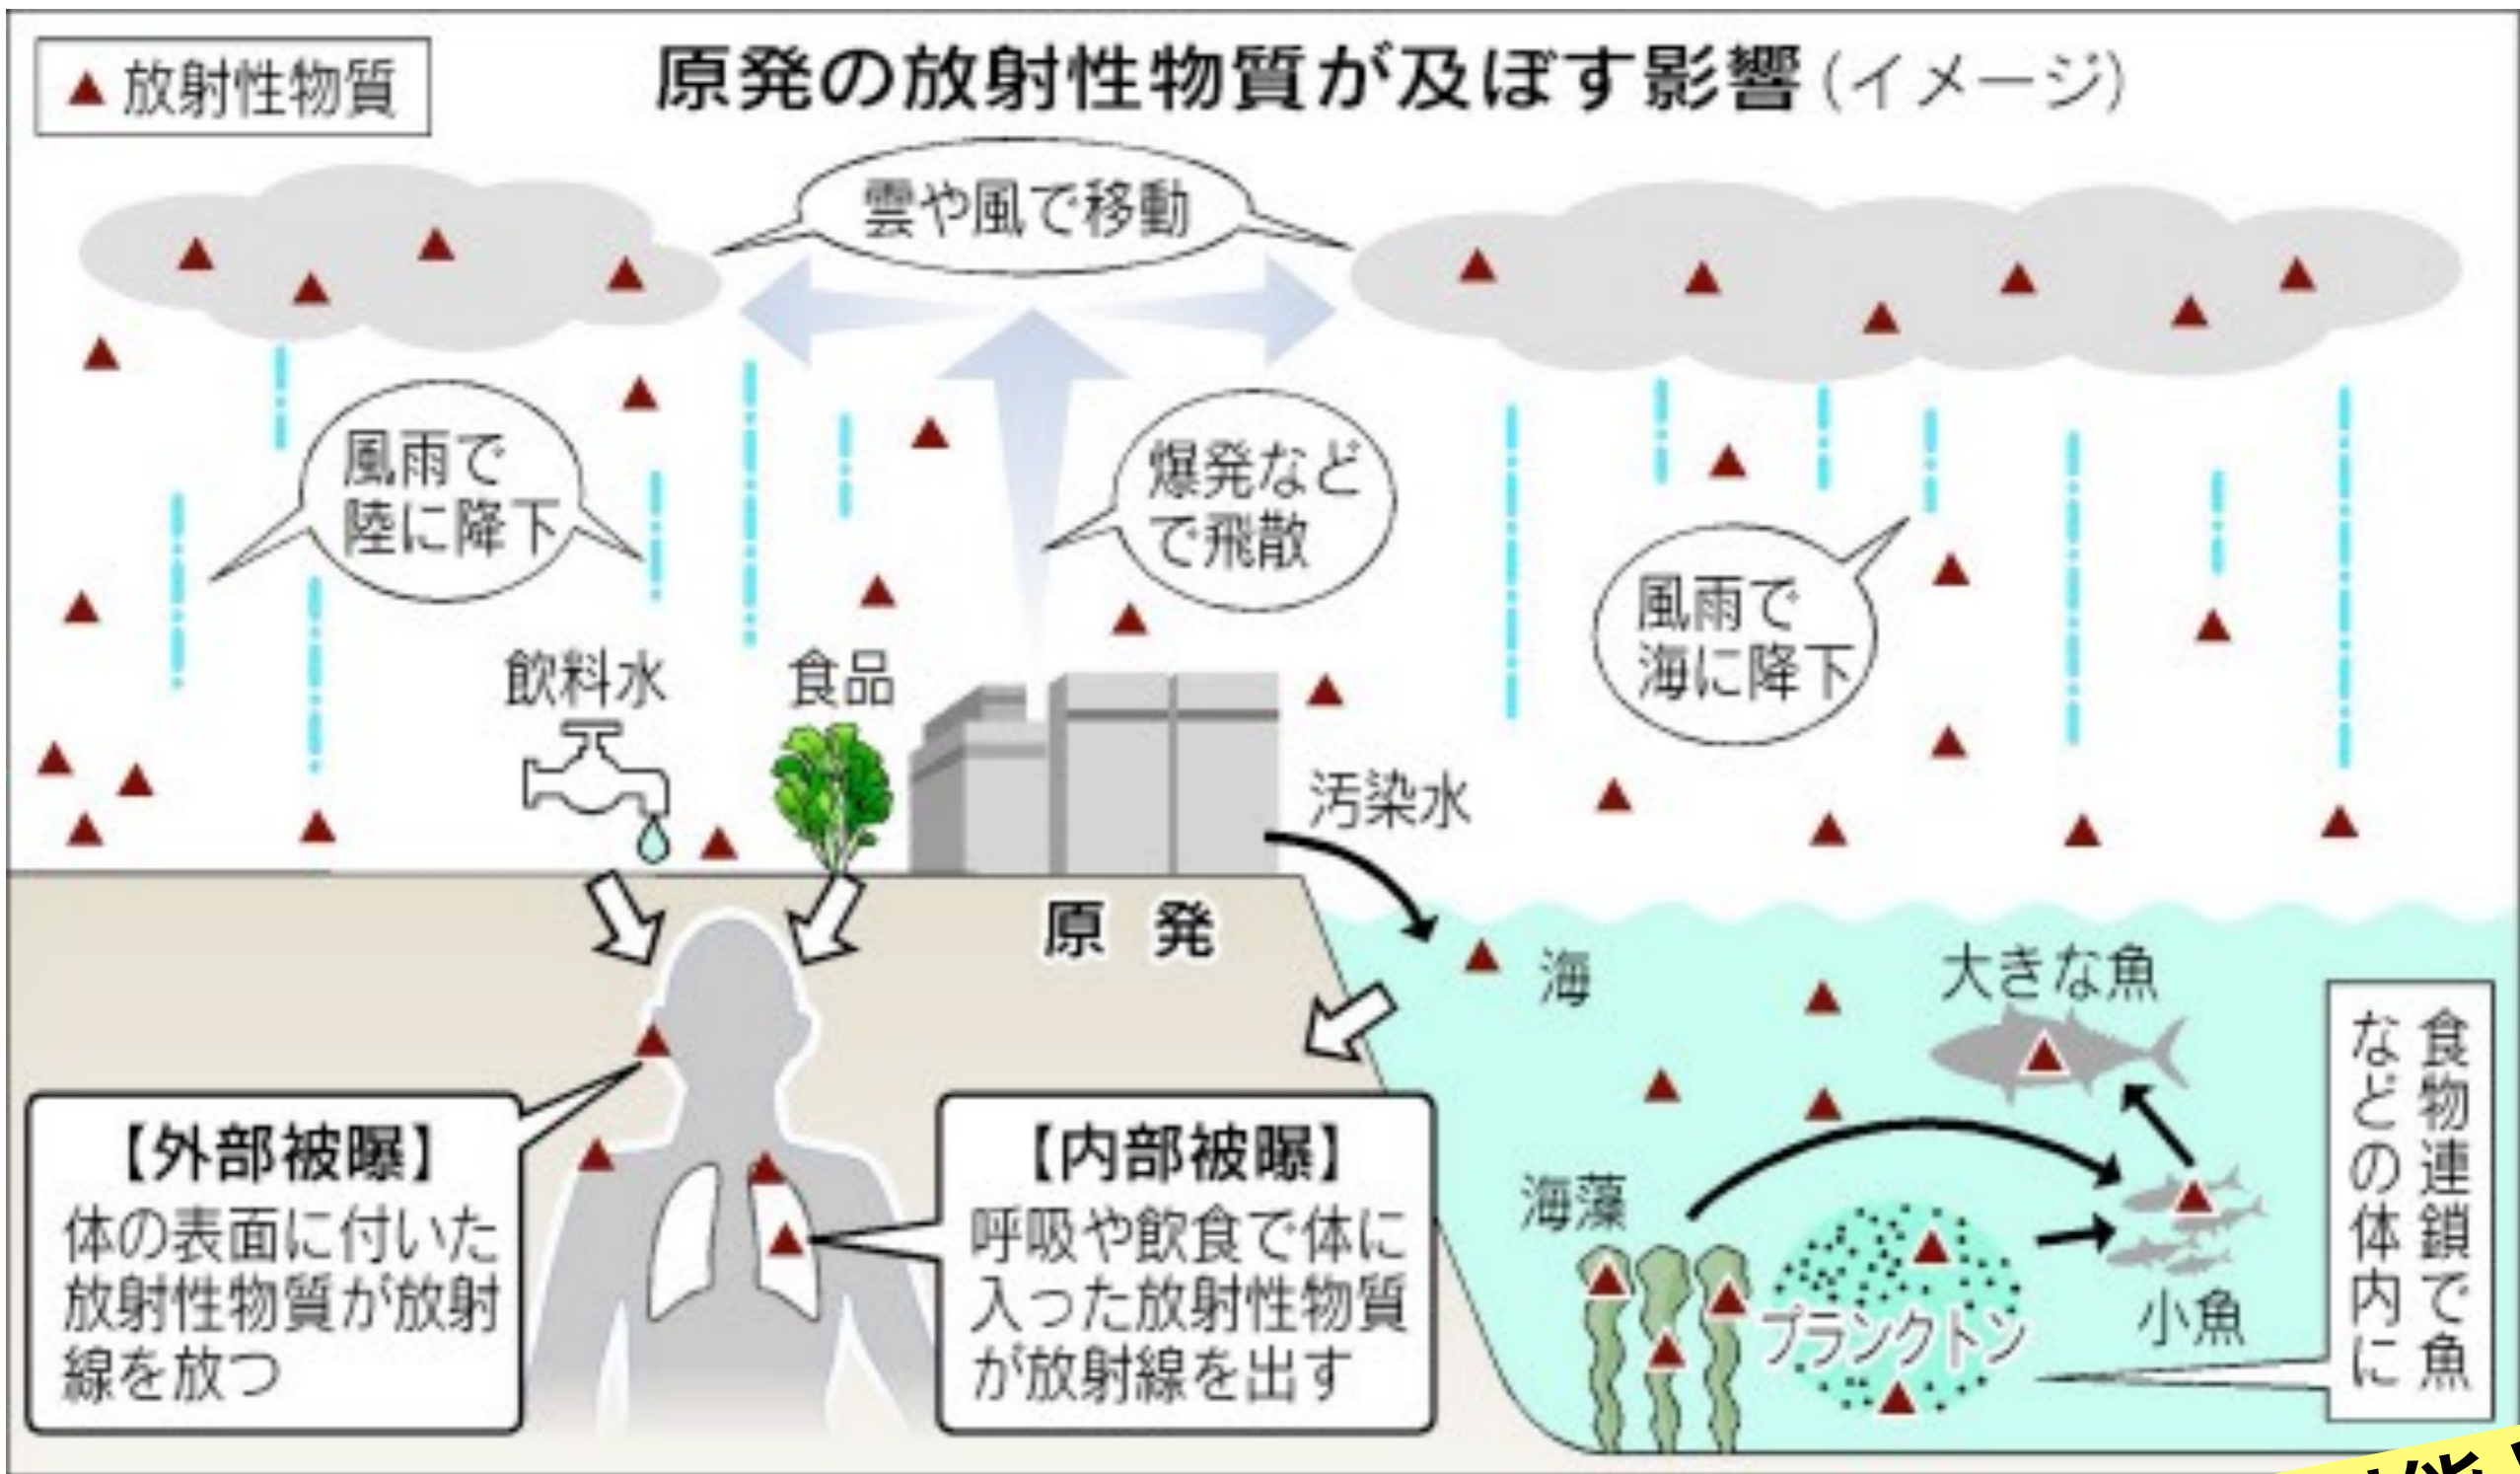 放射性物質
原発の放射性物質が及ぼす影響(イメージ)
雲や風で移動
風雨で
陸に降下
爆発など
で飛散
風雨で
海に降下
飲料水
食品
汚染水
原発
海
大きな魚
食物連鎖で魚
などの体内に
【外部被曝】
体の表面に付いた
放射性物質が放射
線を放つ
【内部被曝】
呼吸や飲食で体に
入った放射性物質
が放射線を出す
海藻
プランクトン
小魚